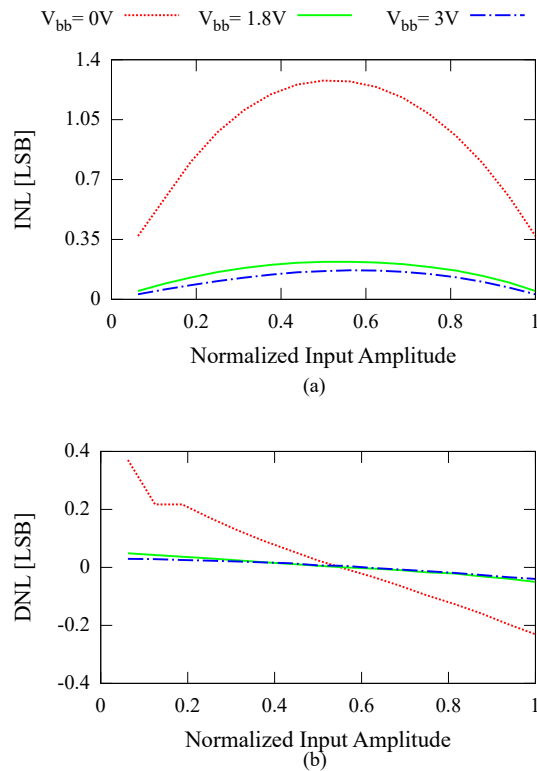 V_bb= 0V V_bb= 1.8V V_bb= 3V
1.4
1.05
0.7
0.35
0
INL [LSB]
0 0.2 0.4 0.6 0.8 1
Normalized Input Amplitude
(a)
0.4
0.2
0
-0.2
-0.4
DNL [LSB]
0 0.2 0.4 0.6 0.8 1
Normalized Input Amplitude
(b)